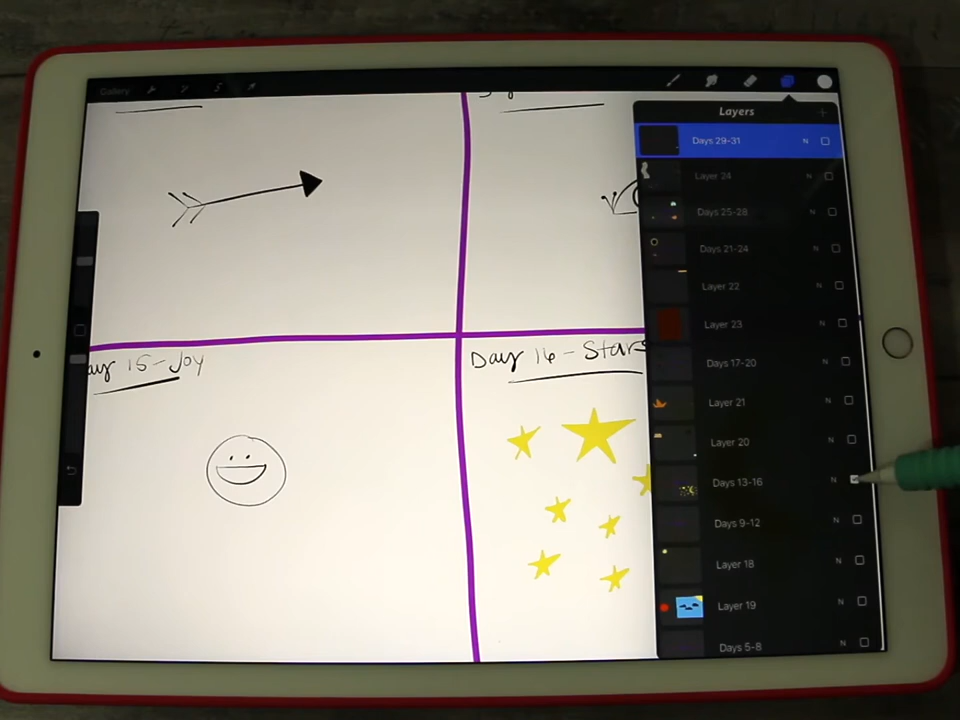 Gallery
Layers
Days 29-31 N
Layer 24 N
Days 25-28 N
Days 21-24 N
Layer 22 N
Layer 23 N
Days 17-20 N
Layer 21 N
Layer 20 N
Days 13-16 N
Days 9-12 N
Layer 18 N
Layer 19 N
Days 5-8 N
ay 15-Joy
Day 16-Stars